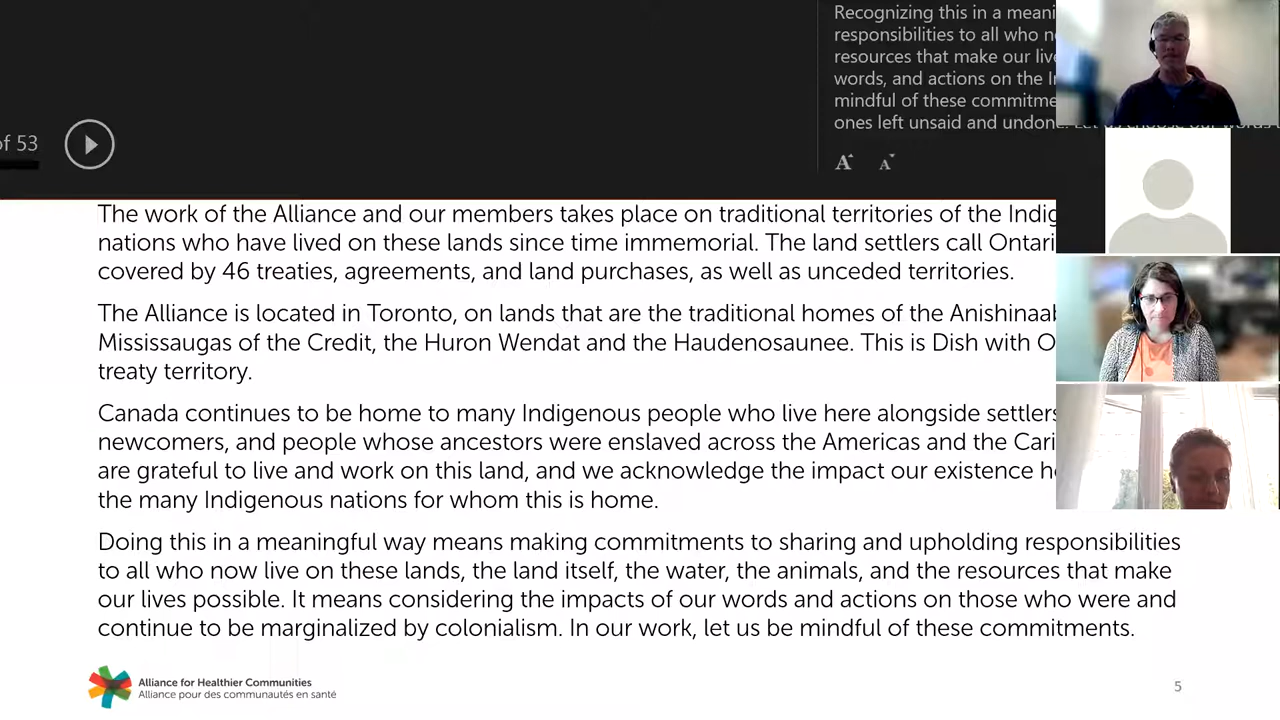 Recognizing this in a meani
responsibilities to all who n
resources that make our live
words, and actions on the I
mindful of these commitme
ones left unsaid and undone. Let us choose our words
of 53
A A
The work of the Alliance and our members takes place on traditional territories of the Indig
nations who have lived on these lands since time immemorial. The land settlers call Ontari
covered by 46 treaties, agreements, and land purchases, as well as unceded territories.
The Alliance is located in Toronto, on lands that are the traditional homes of the Anishinaab
Mississaugas of the Credit, the Huron Wendat and the Haudenosaunee. This is Dish with O
treaty territory.
Canada continues to be home to many Indigenous people who live here alongside settlers
newcomers, and people whose ancestors were enslaved across the Americas and the Cari
are grateful to live and work on this land, and we acknowledge the impact our existence he
the many Indigenous nations for whom this is home.
Doing this in a meaningful way means making commitments to sharing and upholding responsibilities
to all who now live on these lands, the land itself, the water, the animals, and the resources that make
our lives possible. It means considering the impacts of our words and actions on those who were and
continue to be marginalized by colonialism. In our work, let us be mindful of these commitments.
Alliance for Healthier Communities
Alliance pour des communautés en santé
5